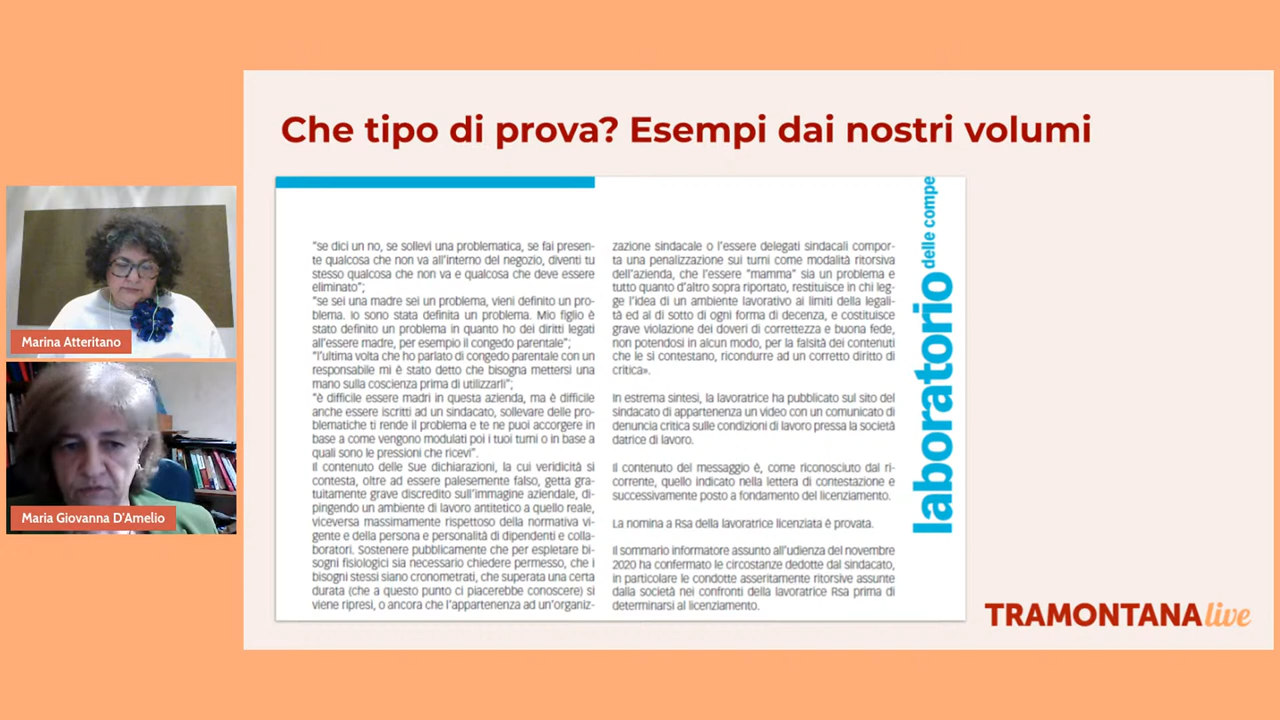 Che tipo di prova? Esempi dai nostri volumi
Marina Atteritano
Maria Giovanna D'Amelio
“se dici un no, se sollevi una problematica, se fai presen-
te qualcosa che non va all’interno del negozio, diventi tu
stesso qualcosa che non va e qualcosa che deve essere
eliminato”;
“se sei una madre sei un problema, vieni definito un pro-
blema. Io sono stata definita un problema. Mio figlio è
stato definito un problema in quanto ho dei diritti legati
all’essere madre, per esempio il congedo parentale”;
“l’ultima volta che ho parlato di congedo parentale con un
responsabile mi è stato detto che bisogna mettersi una
mano sulla coscienza prima di utilizzarli”;
“è difficile essere madri in questa azienda, ma è difficile
anche essere iscritti ad un sindacato, sollevare delle pro-
blematiche ti rende il problema e te ne puoi accorgere in
base a come vengono modulati poi i tuoi turni o in base a
quali sono le pressioni che ricevi”.
Il contenuto delle Sue dichiarazioni, la cui veridicità si
contesta, oltre ad essere palesemente falso, getta gra-
tuitamente grave discredito sull’immagine aziendale, di-
pingendo un ambiente di lavoro antitetico a quello reale,
viceversa massimamente rispettoso della normativa vi-
gente e della persona e personalità di dipendenti e colla-
boratori. Sostenere pubblicamente che per espletare bi-
sogni fisiologici sia necessario chiedere permesso, che i
bisogni stessi siano cronometrati, che superata una certa
durata (che a questo punto ci piacerebbe conoscere) si
viene ripresi, o ancora che l’appartenenza ad un’organiz-
zazione sindacale o l’essere delegati sindacali compor-
ta una penalizzazione sui turni come modalità ritorsiva
dell’azienda, che l’essere “mamma” sia un problema e
tutto quanto d’altro sopra riportato, restituisce in chi leg-
ge l’idea di un ambiente lavorativo ai limiti della legali-
tà ed al di sotto di ogni forma di decenza, e costituisce
grave violazione dei doveri di correttezza e buona fede,
non potendosi in alcun modo, per la falsità dei contenuti
che le si contestano, ricondurre ad un corretto diritto di
critica».
In estrema sintesi, la lavoratrice ha pubblicato sul sito del
sindacato di appartenenza un video con un comunicato di
denuncia critica sulle condizioni di lavoro pressa la società
datrice di lavoro.
Il contenuto del messaggio è, come riconosciuto dal ri-
corrente, quello indicato nella lettera di contestazione e
successivamente posto a fondamento del licenziamento.
La nomina a Rsa della lavoratrice licenziata è provata.
Il sommario informatore assunto all’udienza del novembre
2020 ha confermato le circostanze dedotte dal sindacato,
in particolare le condotte asseritamente ritorsive assunte
dalla società nei confronti della lavoratrice Rsa prima di
determinarsi al licenziamento.
laboratorio delle compe
TRAMONTANA live